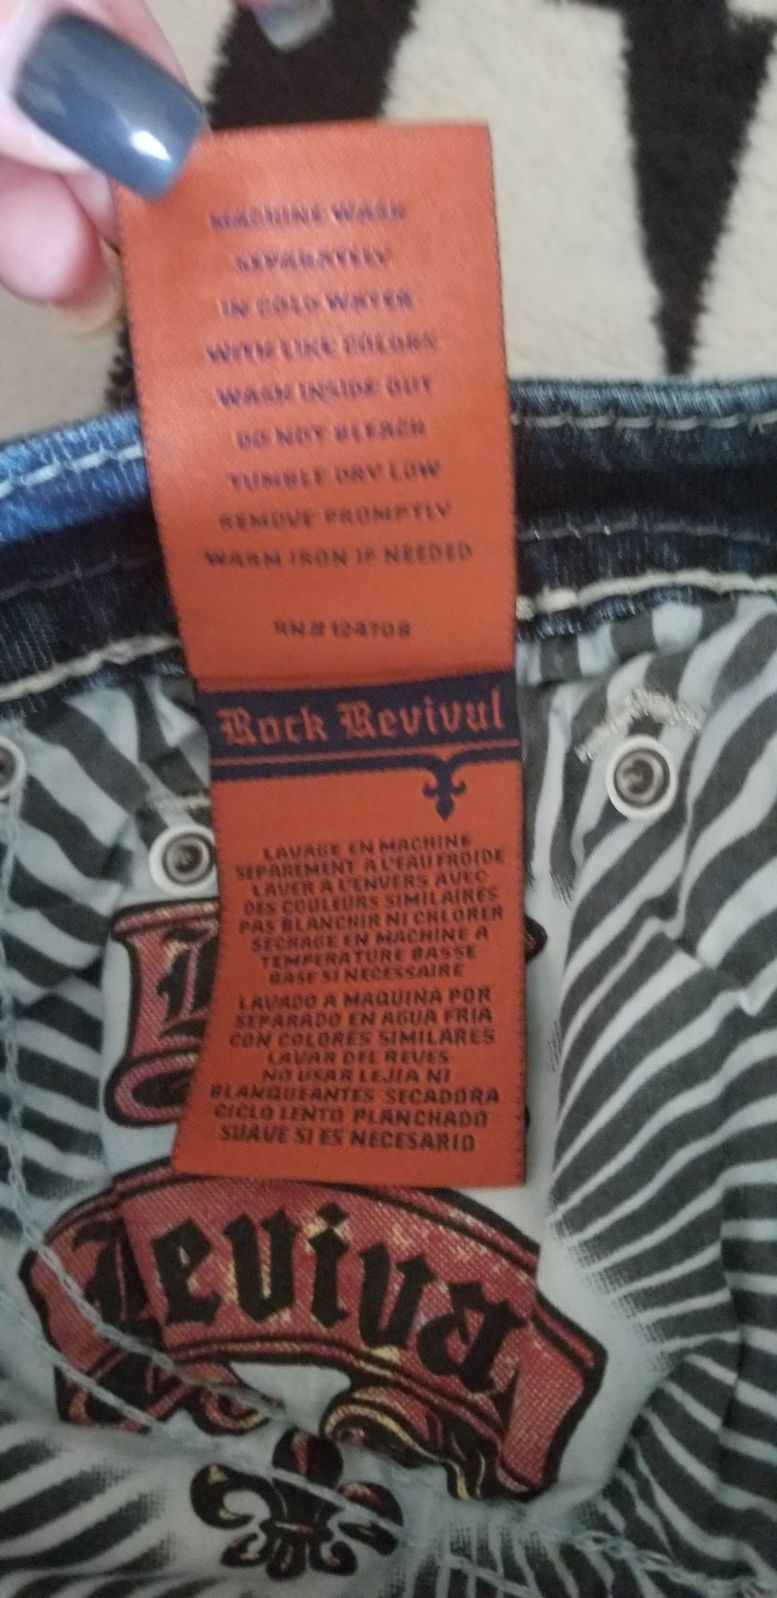 MACHINE WASH
SEPARATELY
IN COLD WATER
WITH LIKE COLORS
WASH INSIDE OUT
DO NOT BLEACH
TUMBLE DRY LOW
REMOVE PROMPTLY
WARM IRON IF NEEDED
RN# 124708
Rock Revival
LAVAGE EN MACHINE
SEPAREMENT A L'EAU FROIDE
LAVER A L'ENVERS AVEC
DES COULEURS SIMILAIRES
PAS BLANCHIR NI CHLORER
SECHAGE EN MACHINE A
TEMPERATURE BASSE
BASE SI NECESSAIRE
LAVADO A MAQUINA POR
SEPARADO EN AGUA FRIA
CON COLORES SIMILARES
LAVAR DEL REVES
NO USAR LEJIA NI
BLANQUEANTES SECADORA
CICLO LENTO PLANCHADO
SUAVE SI ES NECESARIO
Reviva